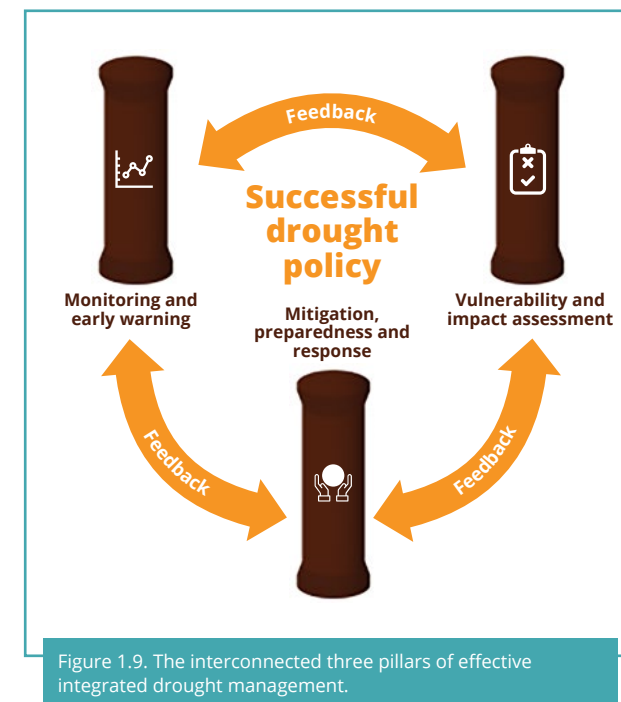 Feedback
Successful
drought
policy
Monitoring and
early warning
Vulnerability and
impact assessment
Mitigation,
preparedness and
response
Feedback
Feedback
Figure 1.9. The interconnected three pillars of effective
integrated drought management.